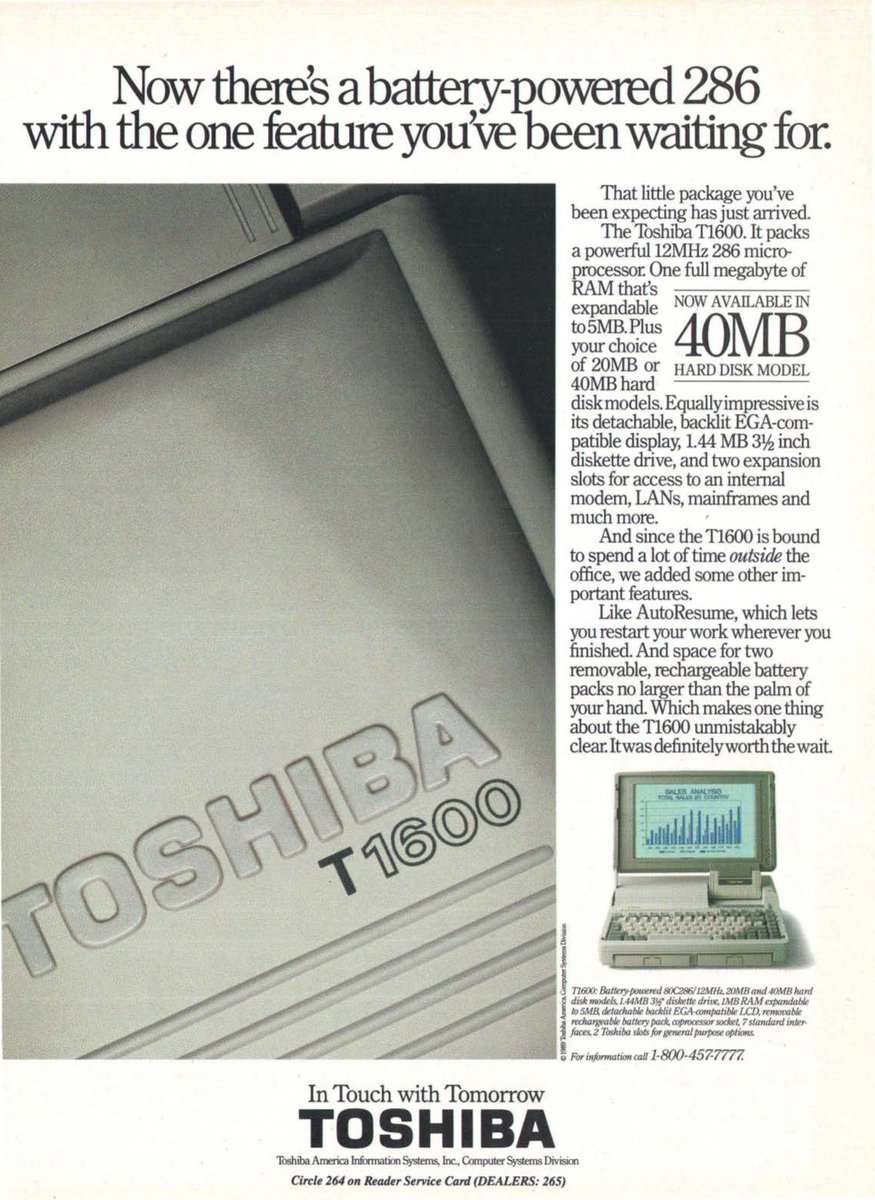 Now there's a battery-powered 286
with the one feature you've been waiting for.
That little package you've
been expecting has just arrived.
The Toshiba T1600. It packs
a powerful 12MHz 286 micro-
processor. One full megabyte of
RAM that's
expandable
to 5MB. Plus
your choice
of 20MB or
40MB hard
NOW AVAILABLE IN
40MB
HARD DISK MODEL
disk models. Equally impressive is
its detachable, backlit EGA-com-
patible display, 1.44 MB 3½ inch
diskette drive, and two expansion
slots for access to an internal
modem, LANs, mainframes and
much more.
And since the T1600 is bound
to spend a lot of time outside the
office, we added some other im-
portant features.
Like AutoResume, which lets
you restart your work wherever you
finished. And space for two
removable, rechargeable battery
packs no larger than the palm of
your hand. Which makes one thing
about the T1600 unmistakably
clear. It was definitely worth the wait.
TOSHIBA
T1600
SALES ANALYSIS
TOTAL SALES BY COUNTRY
© 1989 Toshiba America, Computer Systems Division
T1600: Battery-powered 80C286/12MHz, 20MB and 40MB hard
disk models, 1.44MB 3½" diskette drive, 1MB RAM expandable
to 5MB, detachable backlit EGA-compatible LCD, removable
rechargeable battery pack, coprocessor socket, 7 standard inter-
faces, 2 Toshiba slots for general purpose options.
For information call 1-800-457-7777.
In Touch with Tomorrow
TOSHIBA
Toshiba America Information Systems, Inc., Computer Systems Division
Circle 264 on Reader Service Card (DEALERS: 265)